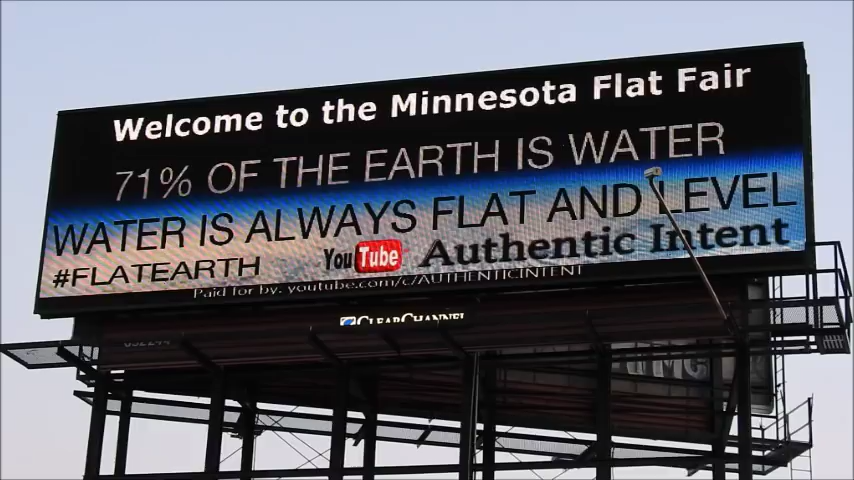 Welcome to the Minnesota Flat Fair
71% OF THE EARTH IS WATER
WATER IS ALWAYS FLAT AND LEVEL
#FLATEARTH YouTube Authentic Intent
Paid for by: youtube.com/c/AUTHENTICINTENT
CLEARCHANNEL